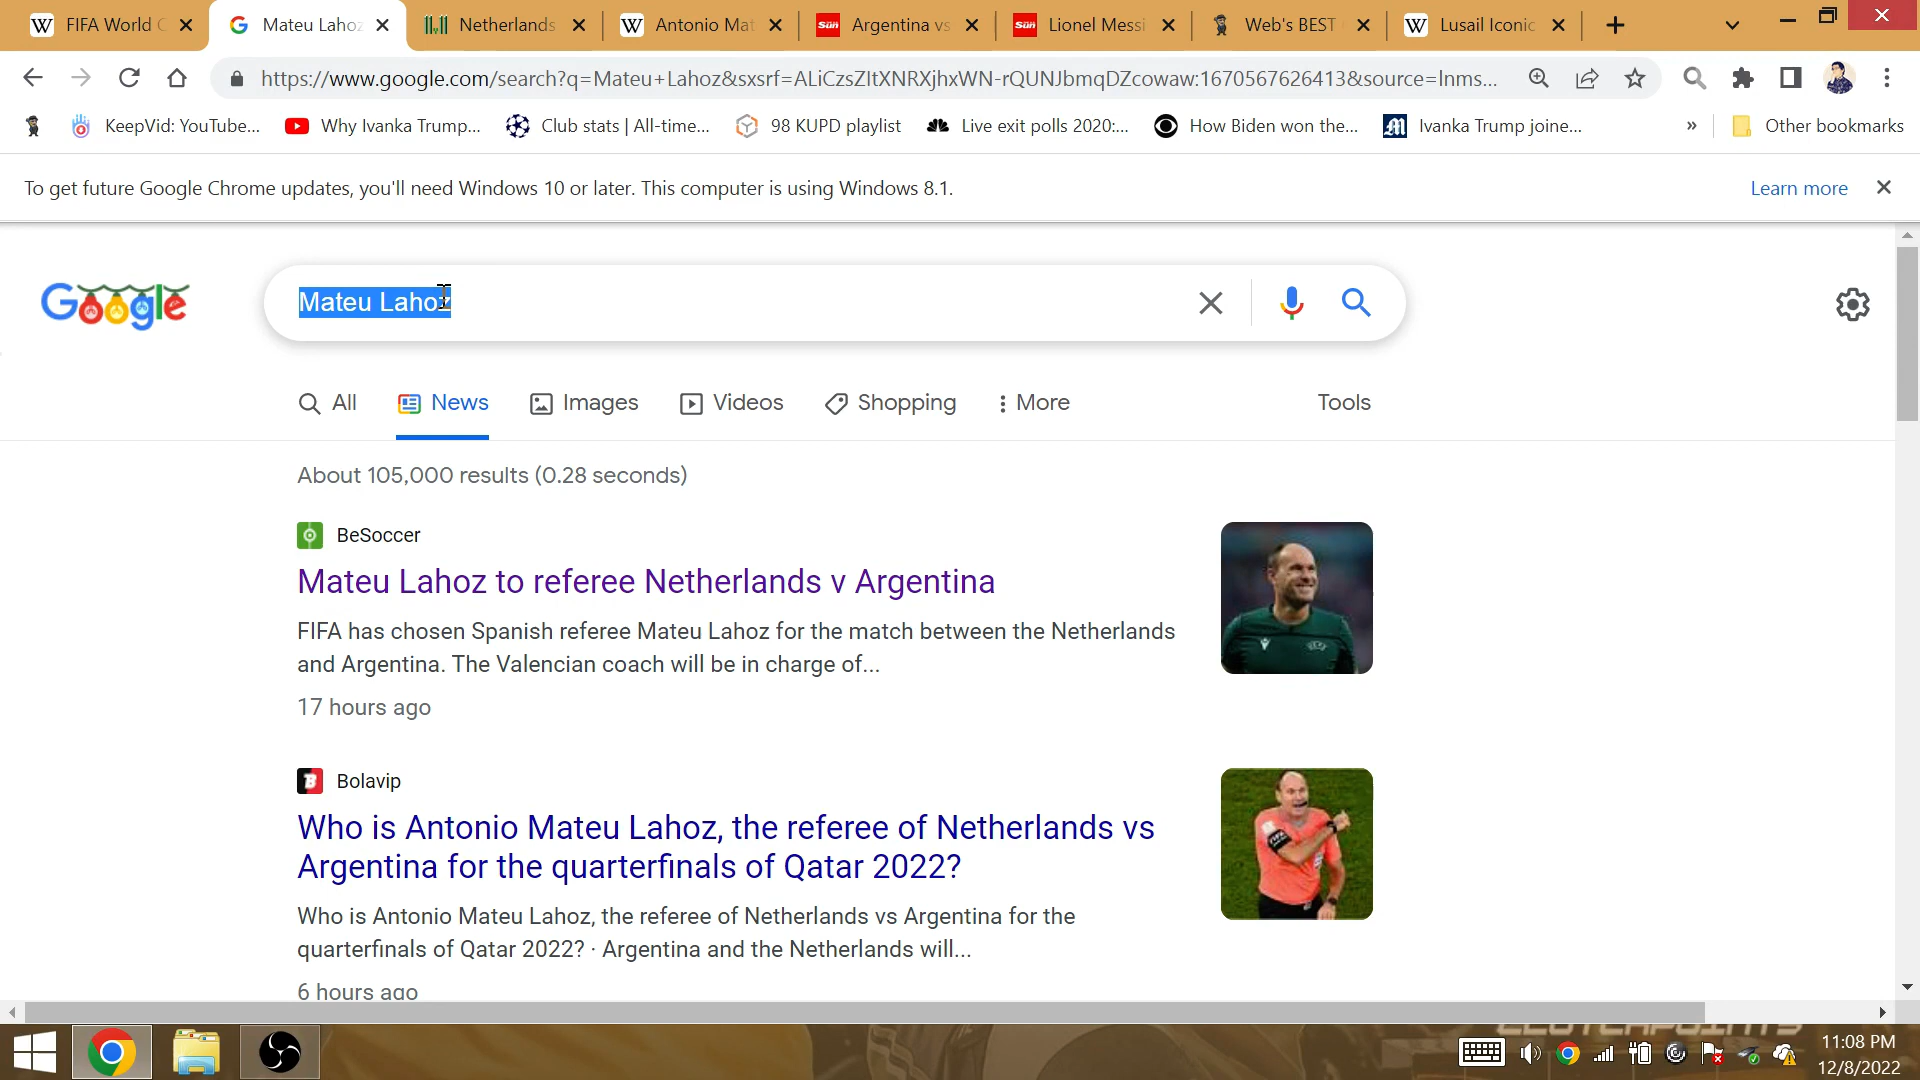 FIFA World C
Mateu Lahoz
Netherlands
Antonio Mat
Argentina vs
Lionel Messi
Web's BEST
Lusail Iconic
https://www.google.com/search?q=Mateu+Lahoz&sxsrf=ALiCzsZItXNRXjhxWN-rQUNJbmqDZcowaw:1670567626413&source=lnms...
KeepVid: YouTube...
Why Ivanka Trump...
Club stats | All-time...
98 KUPD playlist
Live exit polls 2020:...
How Biden won the...
Ivanka Trump joine...
»
Other bookmarks
To get future Google Chrome updates, you'll need Windows 10 or later. This computer is using Windows 8.1.
Learn more
Google
Mateu Lahoz
All
News
Images
Videos
Shopping
More
Tools
About 105,000 results (0.28 seconds)
BeSoccer
Mateu Lahoz to referee Netherlands v Argentina
FIFA has chosen Spanish referee Mateu Lahoz for the match between the Netherlands
and Argentina. The Valencian coach will be in charge of...
17 hours ago
Bolavip
Who is Antonio Mateu Lahoz, the referee of Netherlands vs
Argentina for the quarterfinals of Qatar 2022?
Who is Antonio Mateu Lahoz, the referee of Netherlands vs Argentina for the
quarterfinals of Qatar 2022? · Argentina and the Netherlands will...
6 hours ago
11:08 PM
12/8/2022